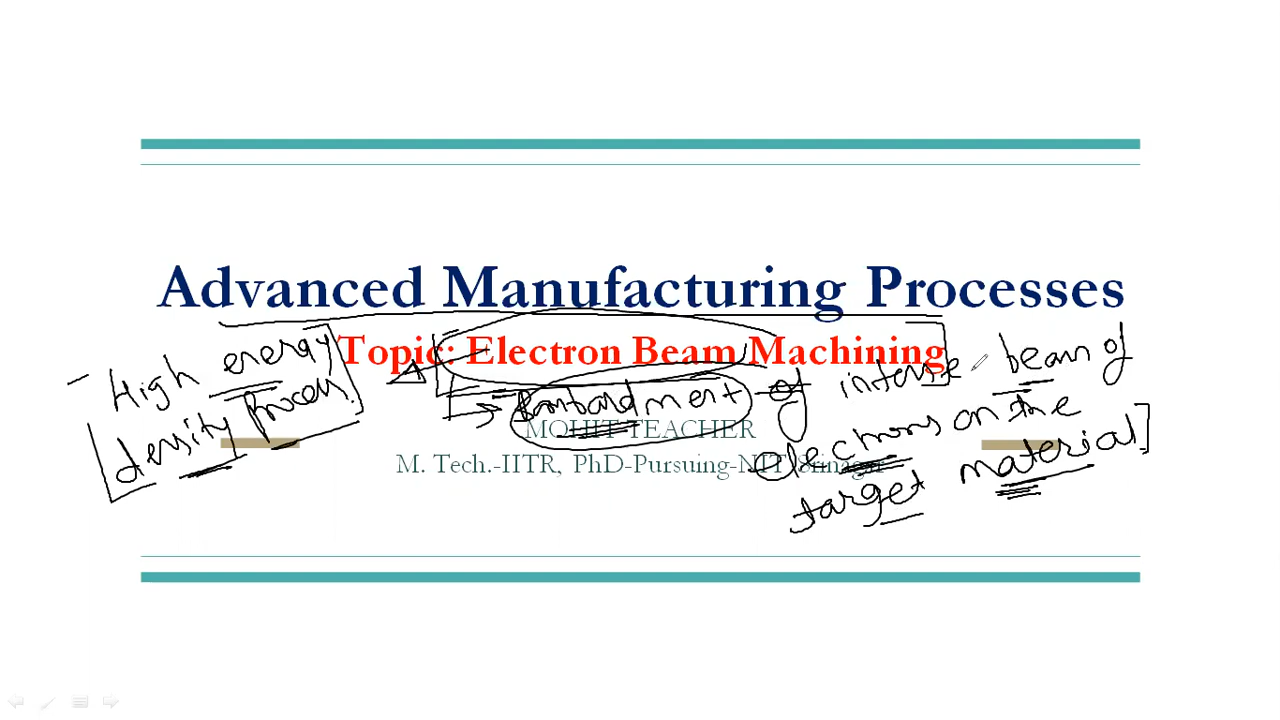 Advanced Manufacturing Processes
Topic: Electron Beam Machining
High energy
density process.
Bombardment of intense beam of
electrons on the
target material
MOHIT TEACHER
M. Tech.-IITR, PhD-Pursuing-NIT Srinagar